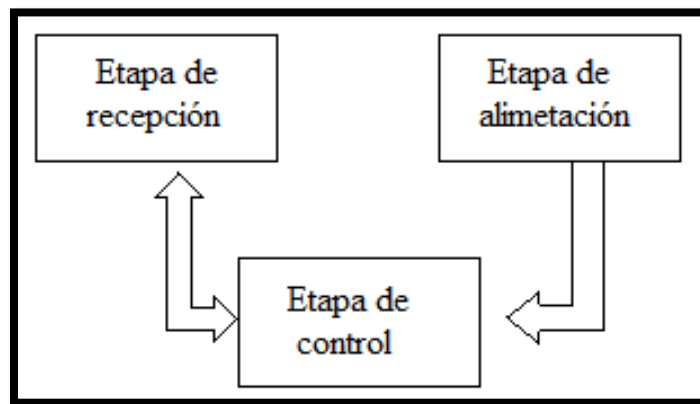 Etapa de
recepción
Etapa de
alimetación
Etapa de
control